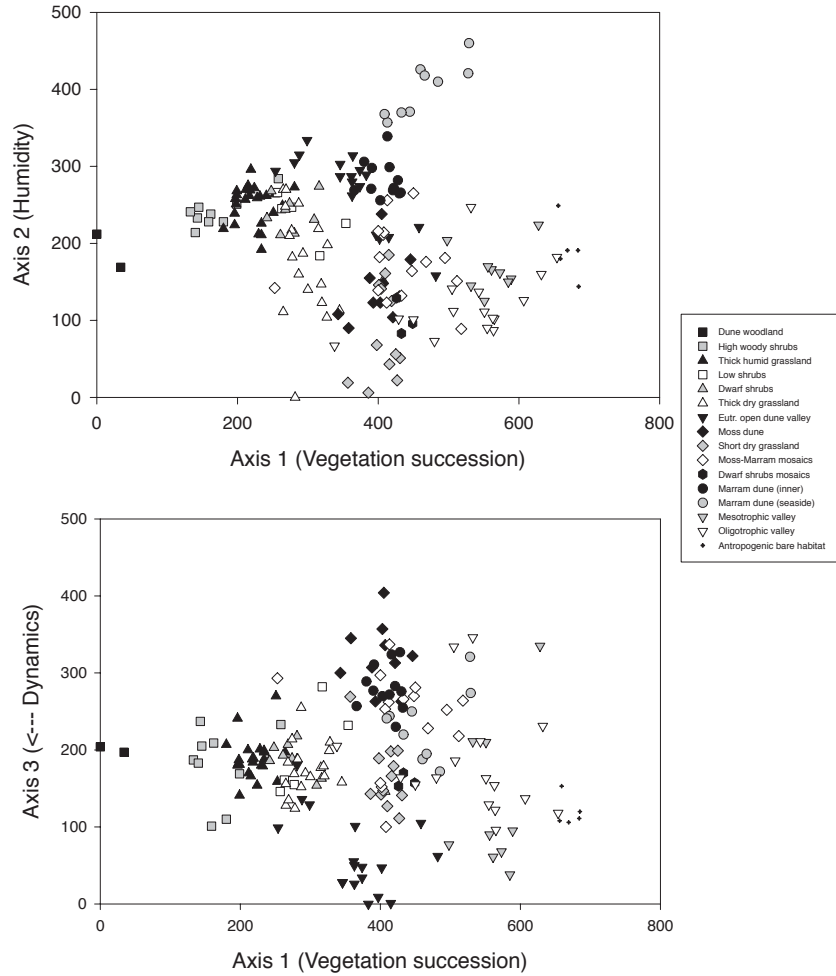 500
400
300
200
100
0
Axis 2 (Humidity)
0
200
400
600
800
Axis 1 (Vegetation succession)
Dune woodland
High woody shrubs
Thick humid grassland
Low shrubs
Dwarf shrubs
Thick dry grassland
Eutr. open dune valley
Moss dune
Short dry grassland
Moss-Marram mosaics
Dwarf shrubs mosaics
Marram dune (inner)
Marram dune (seaside)
Mesotrophic valley
Oligotrophic valley
Antropogenic bare habitat
500
400
300
200
100
0
Axis 3 (<--- Dynamics)
0
200
400
600
800
Axis 1 (Vegetation succession)